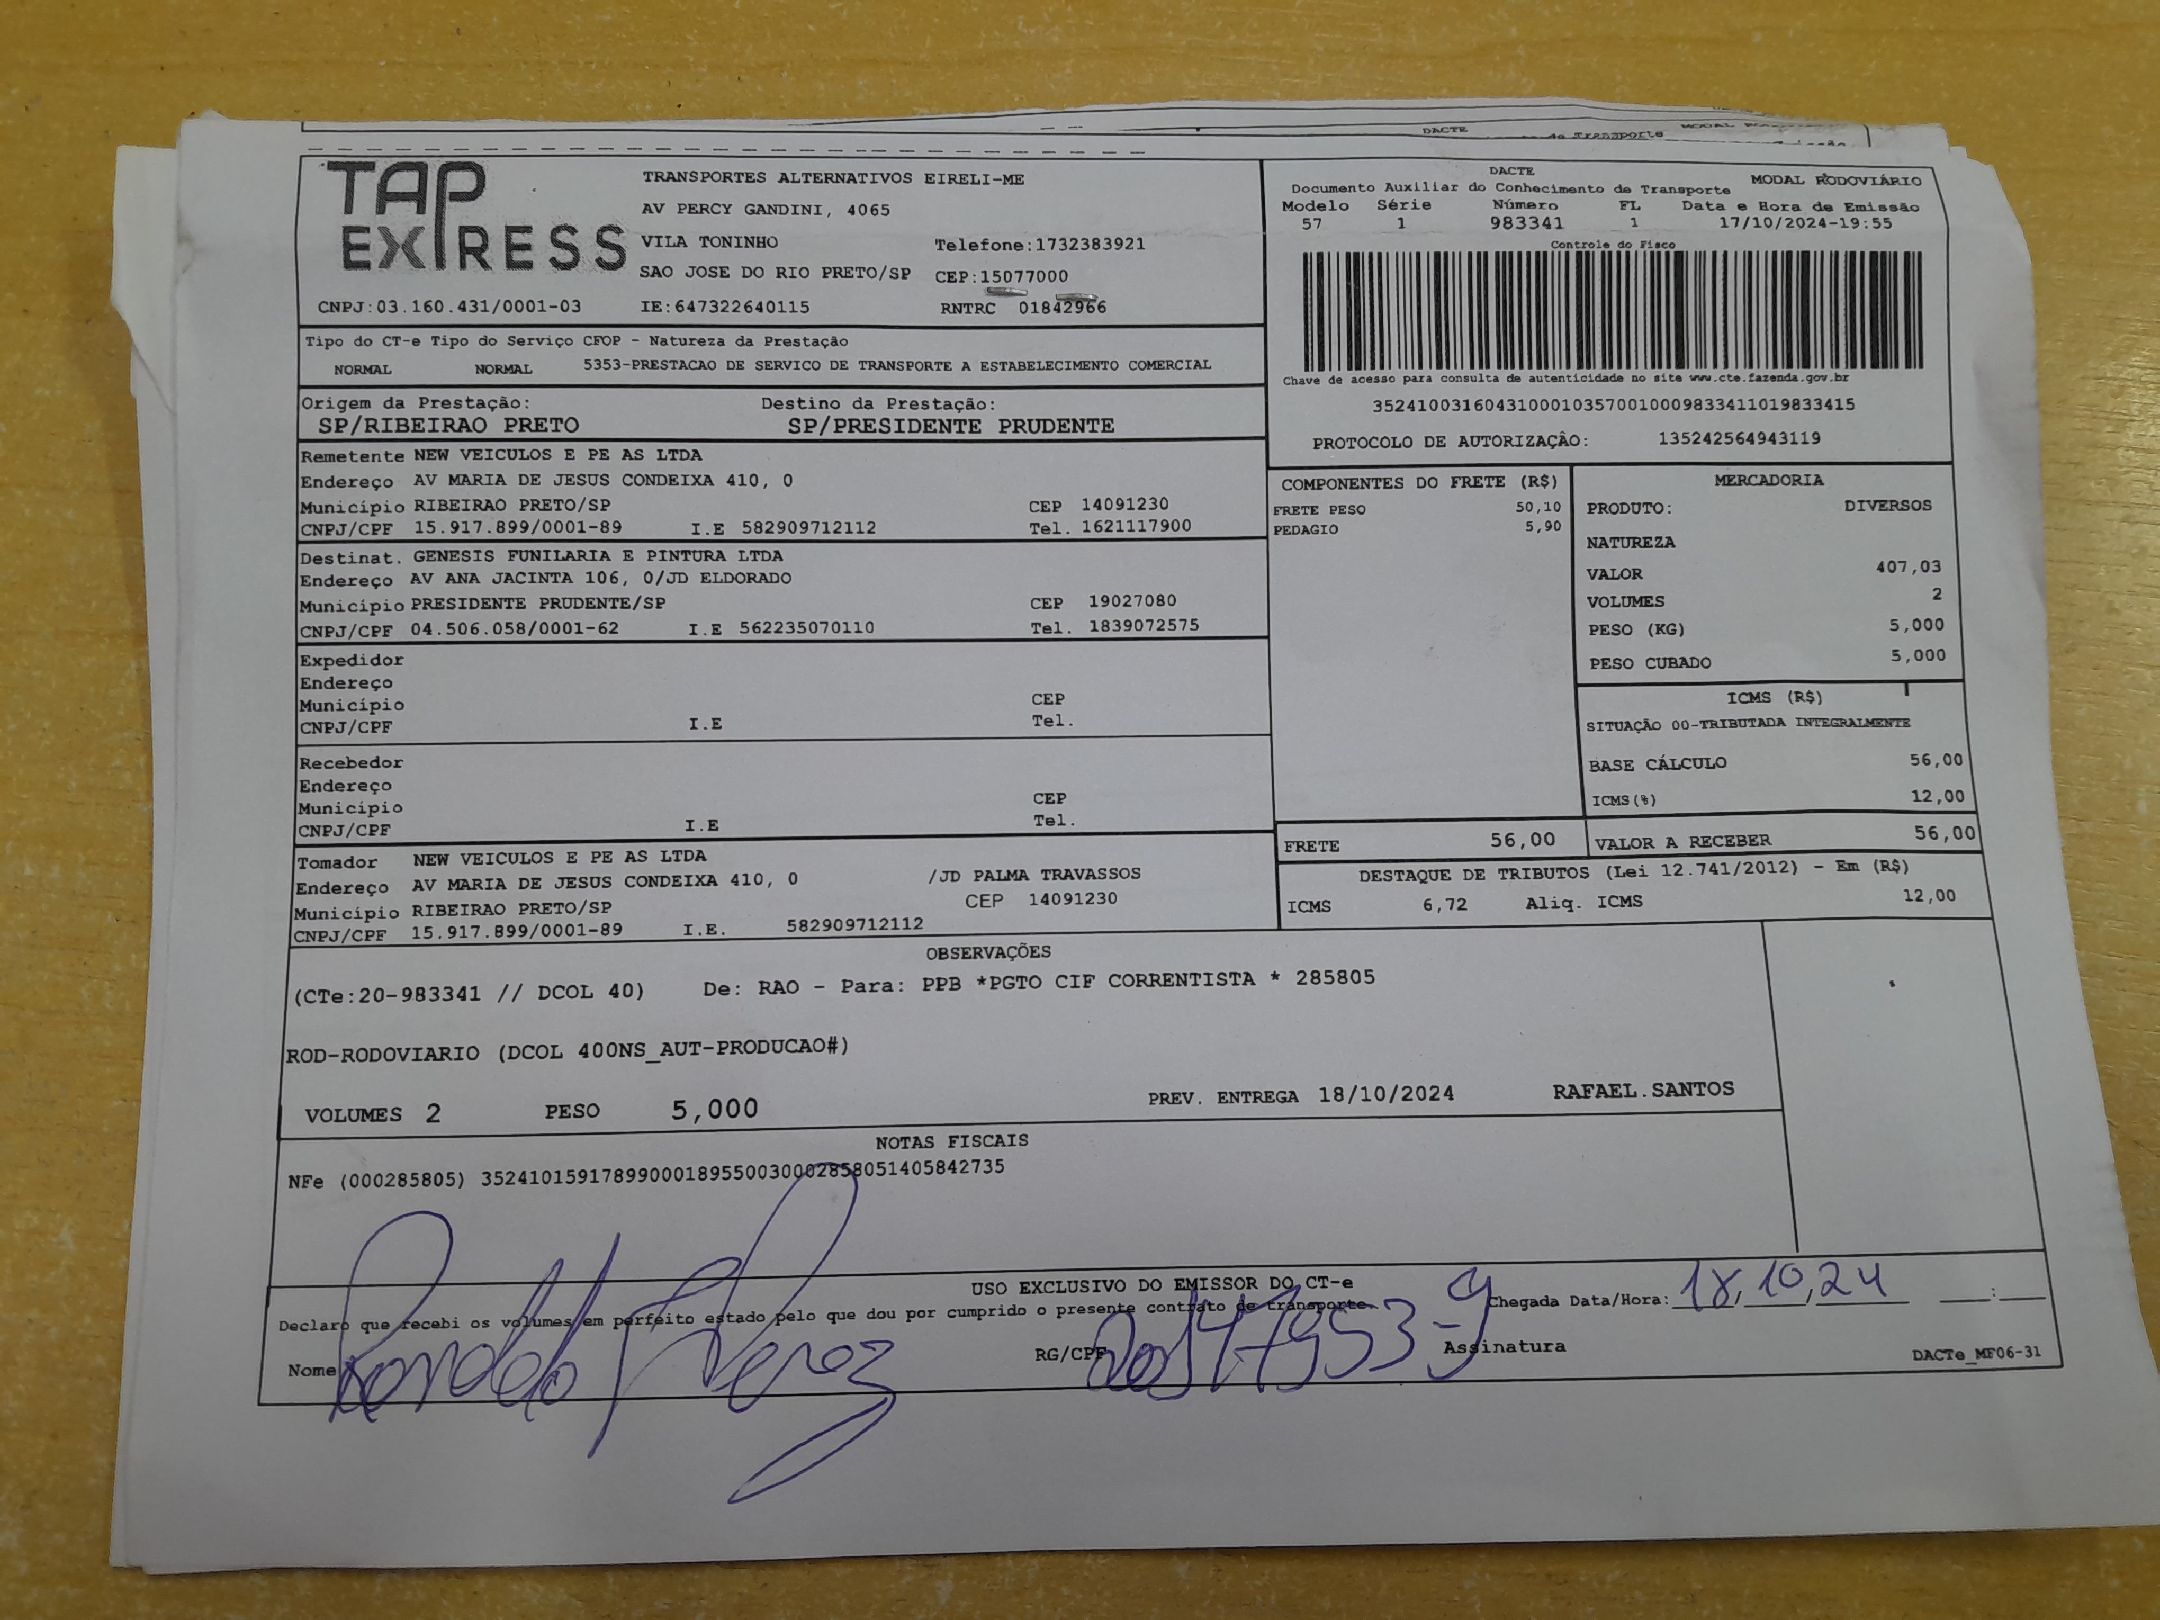 DACTE
TAP EXPRESS
TRANSPORTES ALTERNATIVOS EIRELI-ME
AV PERCY GANDINI, 4065
VILA TONINHO Telefone:1732383921
SAO JOSE DO RIO PRETO/SP CEP:15077000
CNPJ:03.160.431/0001-03 IE:647322640115 RNTRC 01842966
DACTE
Documento Auxiliar do Conhecimento de Transporte MODAL RODOVIÁRIO
Modelo Série Número FL Data e Hora de Emissão
57 1 983341 1 17/10/2024-19:55
Controle do Fisco
Chave de acesso para consulta de autenticidade no site www.cte.fazenda.gov.br
35241003160431000103570010009833411019833415
PROTOCOLO DE AUTORIZAÇÃO: 135242564943119
Tipo do CT-e Tipo do Serviço CFOP - Natureza da Prestação
NORMAL NORMAL 5353-PRESTACAO DE SERVICO DE TRANSPORTE A ESTABELECIMENTO COMERCIAL
Origem da Prestação: Destino da Prestação:
SP/RIBEIRAO PRETO SP/PRESIDENTE PRUDENTE
Remetente NEW VEICULOS E PE AS LTDA
Endereço AV MARIA DE JESUS CONDEIXA 410, 0
Município RIBEIRAO PRETO/SP CEP 14091230
CNPJ/CPF 15.917.899/0001-89 I.E 582909712112 Tel. 1621117900
Destinat. GENESIS FUNILARIA E PINTURA LTDA
Endereço AV ANA JACINTA 106, 0/JD ELDORADO
Município PRESIDENTE PRUDENTE/SP CEP 19027080
CNPJ/CPF 04.506.058/0001-62 I.E 562235070110 Tel. 1839072575
Expedidor
Endereço
Município CEP
CNPJ/CPF I.E Tel.
Recebedor
Endereço
Município CEP
CNPJ/CPF I.E Tel.
Tomador NEW VEICULOS E PE AS LTDA
Endereço AV MARIA DE JESUS CONDEIXA 410, 0 /JD PALMA TRAVASSOS
Município RIBEIRAO PRETO/SP CEP 14091230
CNPJ/CPF 15.917.899/0001-89 I.E. 582909712112
COMPONENTES DO FRETE (R$)
FRETE PESO 50,10
PEDAGIO 5,90
MERCADORIA
PRODUTO: DIVERSOS
NATUREZA
VALOR 407,03
VOLUMES 2
PESO (KG) 5,000
PESO CUBADO 5,000
ICMS (R$)
SITUAÇÃO 00-TRIBUTADA INTEGRALMENTE
BASE CÁLCULO 56,00
ICMS(%) 12,00
FRETE 56,00 VALOR A RECEBER 56,00
DESTAQUE DE TRIBUTOS (Lei 12.741/2012) - Em (R$)
ICMS 6,72 Aliq. ICMS 12,00
OBSERVAÇÕES
(CTe:20-983341 // DCOL 40) De: RAO - Para: PPB *PGTO CIF CORRENTISTA * 285805
ROD-RODOVIARIO (DCOL 400NS_AUT-PRODUCAO#)
VOLUMES 2 PESO 5,000 PREV. ENTREGA 18/10/2024 RAFAEL.SANTOS
NOTAS FISCAIS
NFe (000285805) 35241015917899000189550030002858051405842735
USO EXCLUSIVO DO EMISSOR DO CT-e
Declaro que recebi os volumes em perfeito estado pelo que dou por cumprido o presente contrato de transporte. Chegada Data/Hora: 18,10,24 :
Nome RG/CPF Assinatura
DACTe_MF06-31